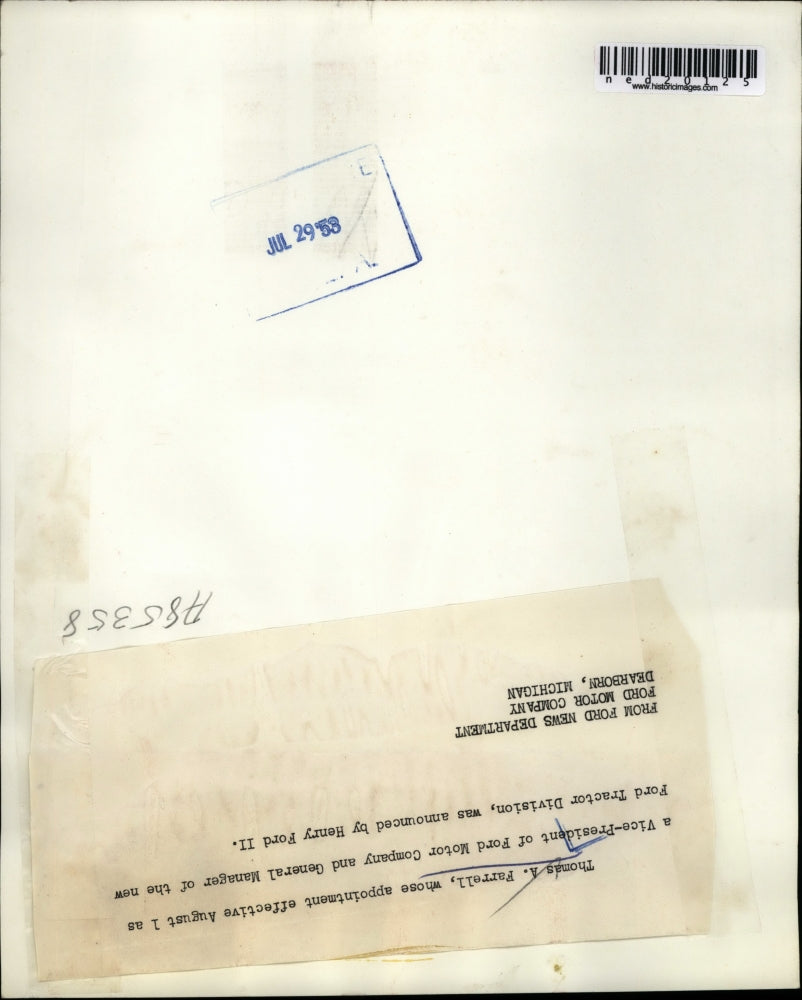 ned20125
www.historicimages.com
JUL 29'53
A85358
Thomas A. Farrell, whose appointment effective August 1 as
a Vice-President of Ford Motor Company and General Manager of the new
Ford Tractor Division, was announced by Henry Ford II.
FROM FORD NEWS DEPARTMENT
FORD MOTOR COMPANY
DEARBORN, MICHIGAN